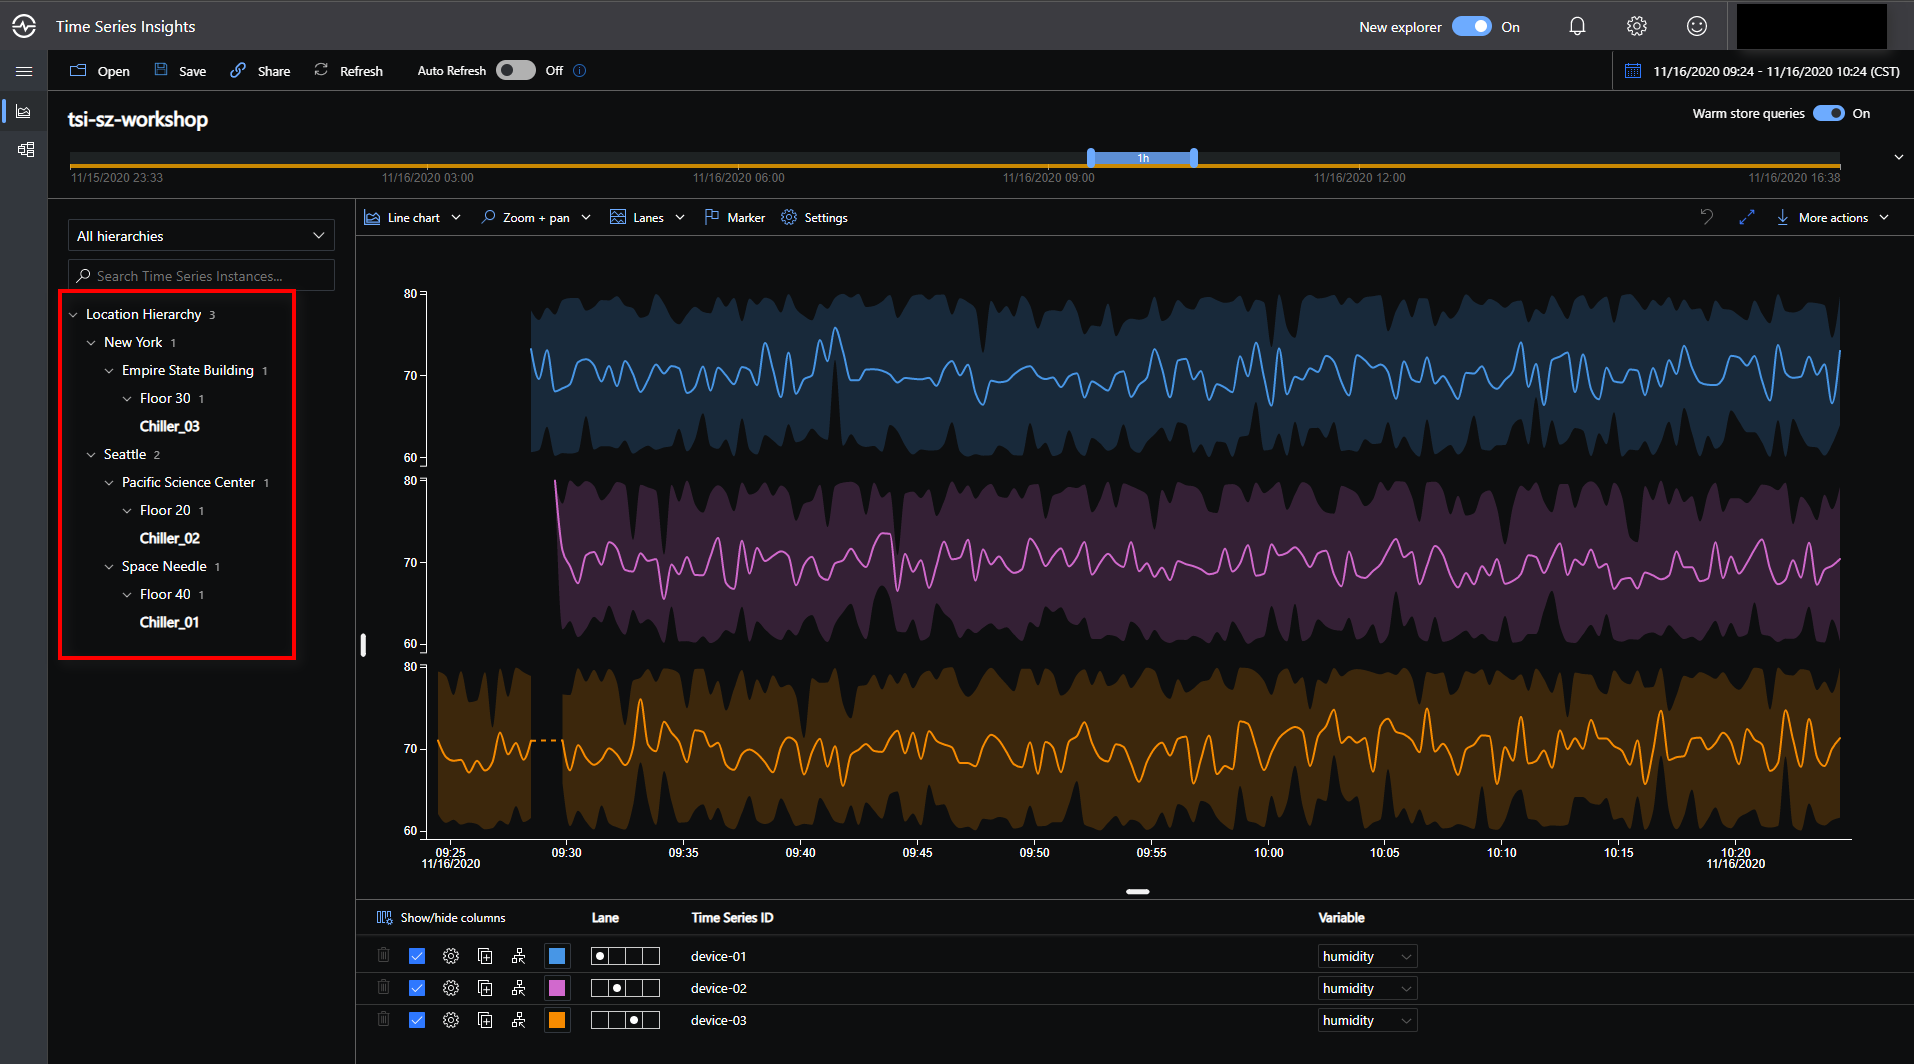 Time Series Insights
New explorer On
Open Save Share Refresh Auto Refresh Off
11/16/2020 09:24 - 11/16/2020 10:24 (CST)
tsi-sz-workshop
Warm store queries On
1h
11/15/2020 23:33 11/16/2020 03:00 11/16/2020 06:00 11/16/2020 09:00 11/16/2020 12:00 11/16/2020 16:38
All hierarchies
Search Time Series Instances...
Location Hierarchy 3
New York 1
Empire State Building 1
Floor 30 1
Chiller_03
Seattle 2
Pacific Science Center 1
Floor 20 1
Chiller_02
Space Needle 1
Floor 40 1
Chiller_01
Line chart Zoom + pan Lanes Marker Settings More actions
80
70
60
80
70
60
80
70
60
09:25 09:30 09:35 09:40 09:45 09:50 09:55 10:00 10:05 10:10 10:15 10:20
11/16/2020 11/16/2020
Show/hide columns Lane Time Series ID Variable
device-01 humidity
device-02 humidity
device-03 humidity